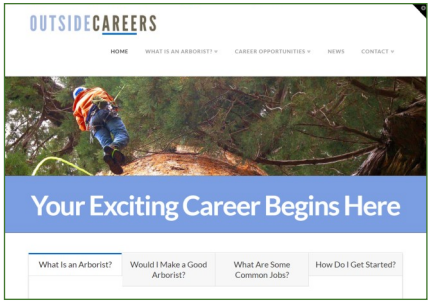 OUTSIDECAREERS
HOME WHAT IS AN ARBORIST? CAREER OPPORTUNITIES NEWS CONTACT
Your Exciting Career Begins Here
What Is an Arborist? Would I Make a Good Arborist? What Are Some Common Jobs? How Do I Get Started?